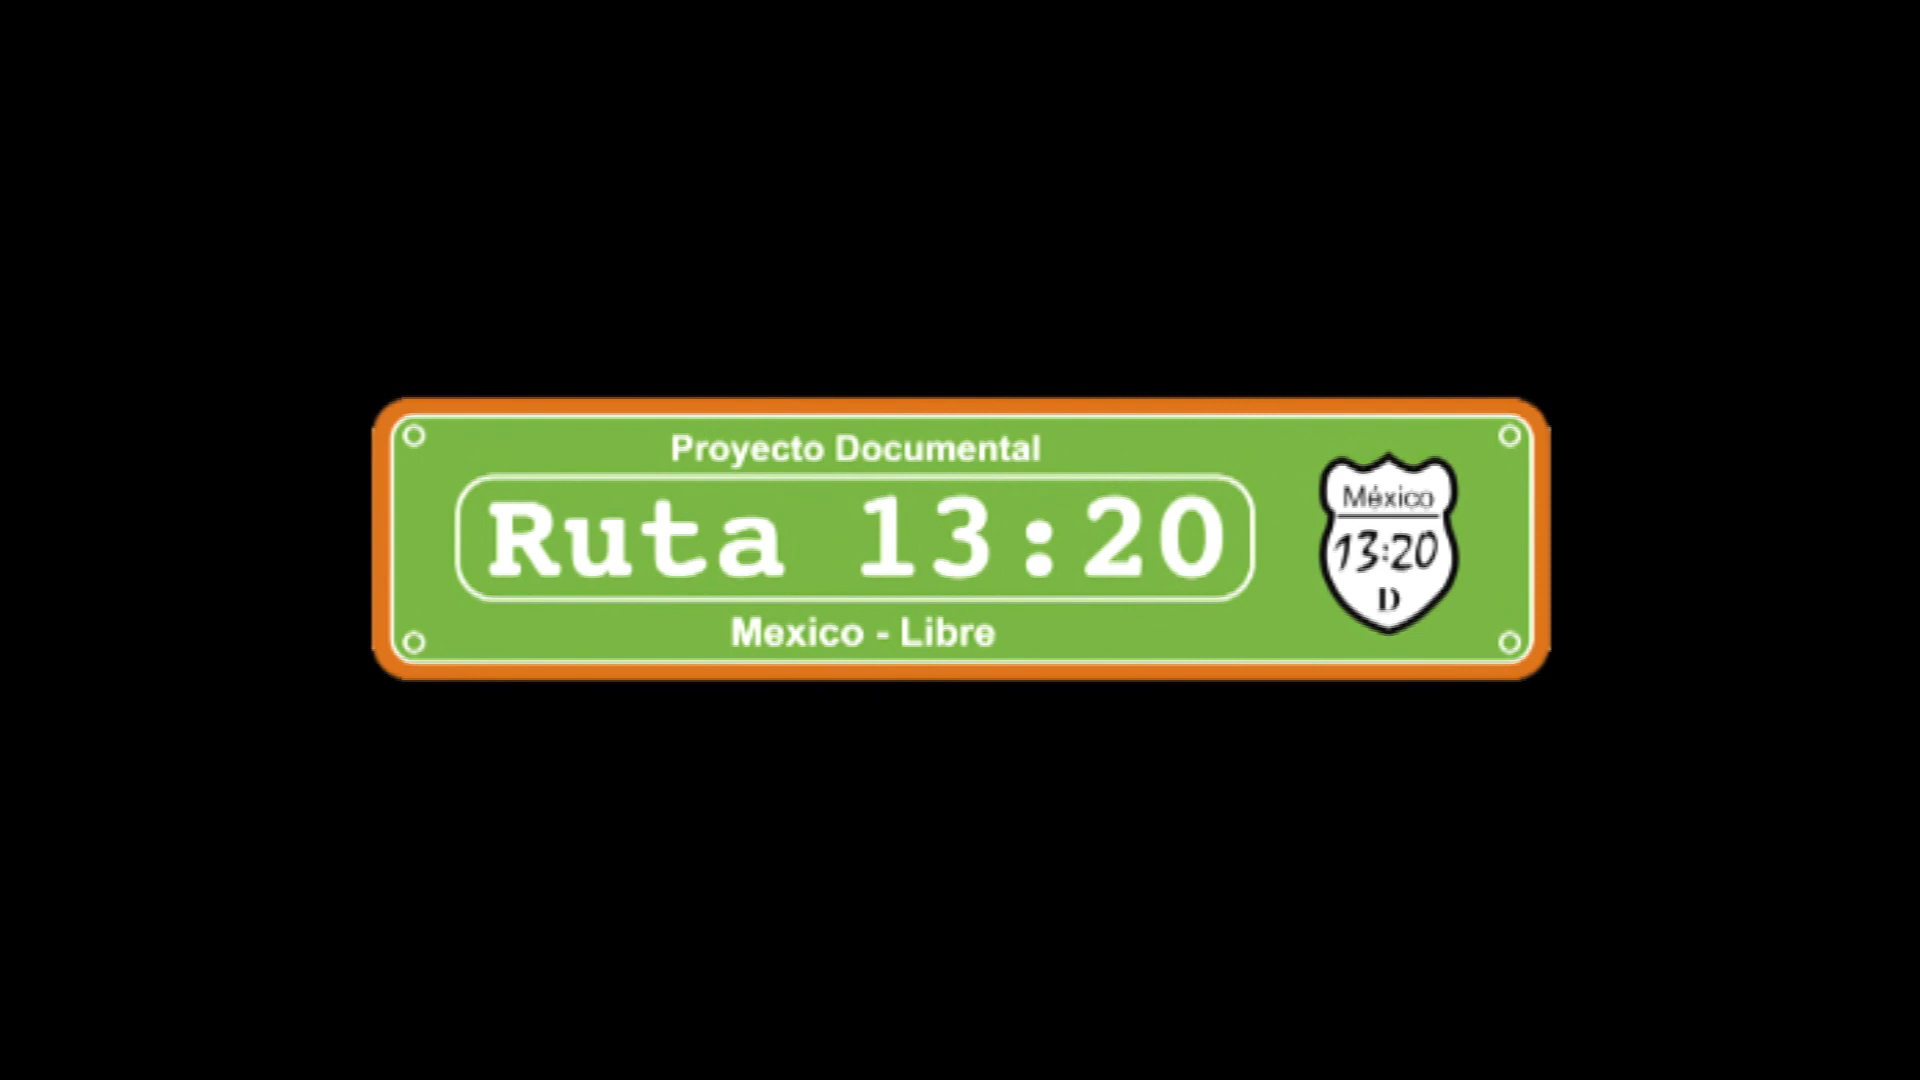 Proyecto Documental
Ruta 13:20
Mexico - Libre
México
13:20
D